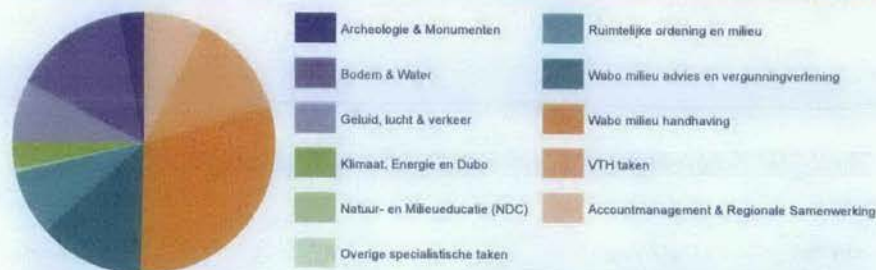 Archeologie & Monumenten
Bodem & Water
Geluid, lucht & verkeer
Klimaat, Energie en Dubo
Natuur- en Milieueducatie (NDC)
Overige specialistische taken
Ruimtelijke ordening en milieu
Wabo milieu advies en vergunningverlening
Wabo milieu handhaving
VTH taken
Accountmanagement & Regionale Samenwerking